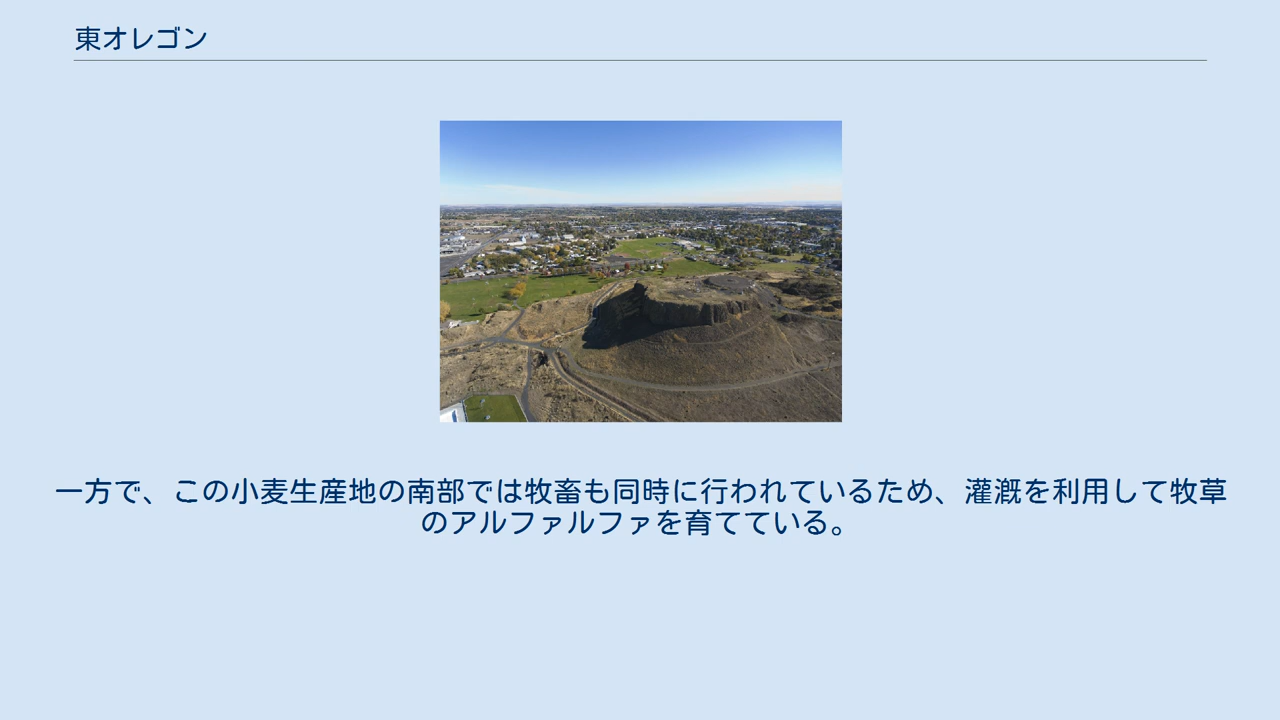 東オレゴン
一方で、この小麦生産地の南部では牧畜も同時に行われているため、灌漑を利用して牧草
のアルファルファを育てている。